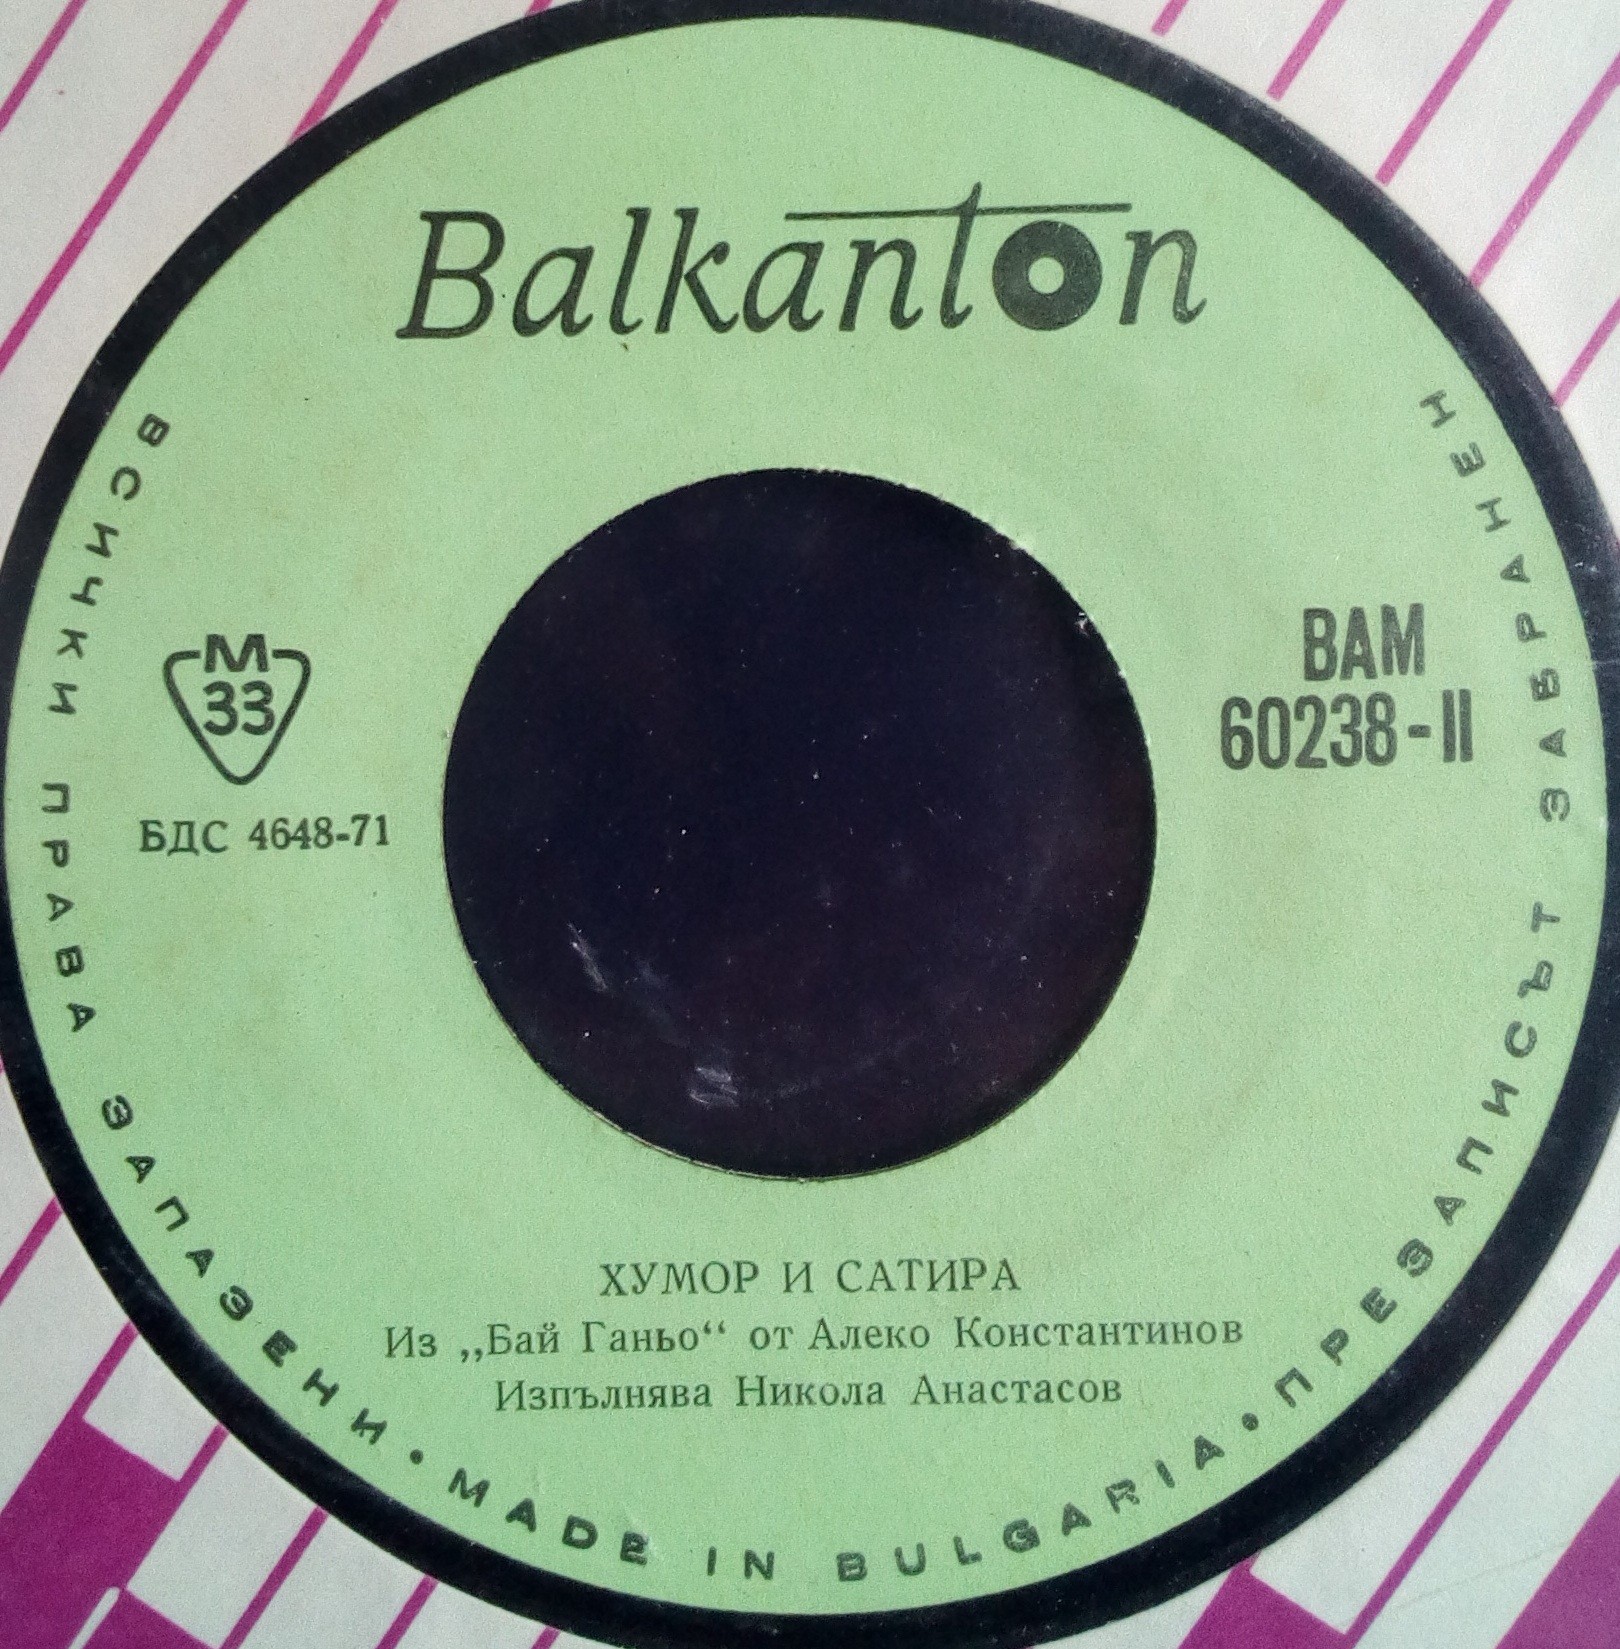 Balkanton
М
33
БДС 4648-71
ВАМ
60238-II
ХУМОР И САТИРА
Из „Бай Ганьо“ от Алеко Константинов
Изпълнява Никола Анастасов
ВСИЧКИ ПРАВА ЗАПАЗЕНИ • MADE IN BULGARIA • ПРЕЗАПИСЪТ ЗАБРАНЕН